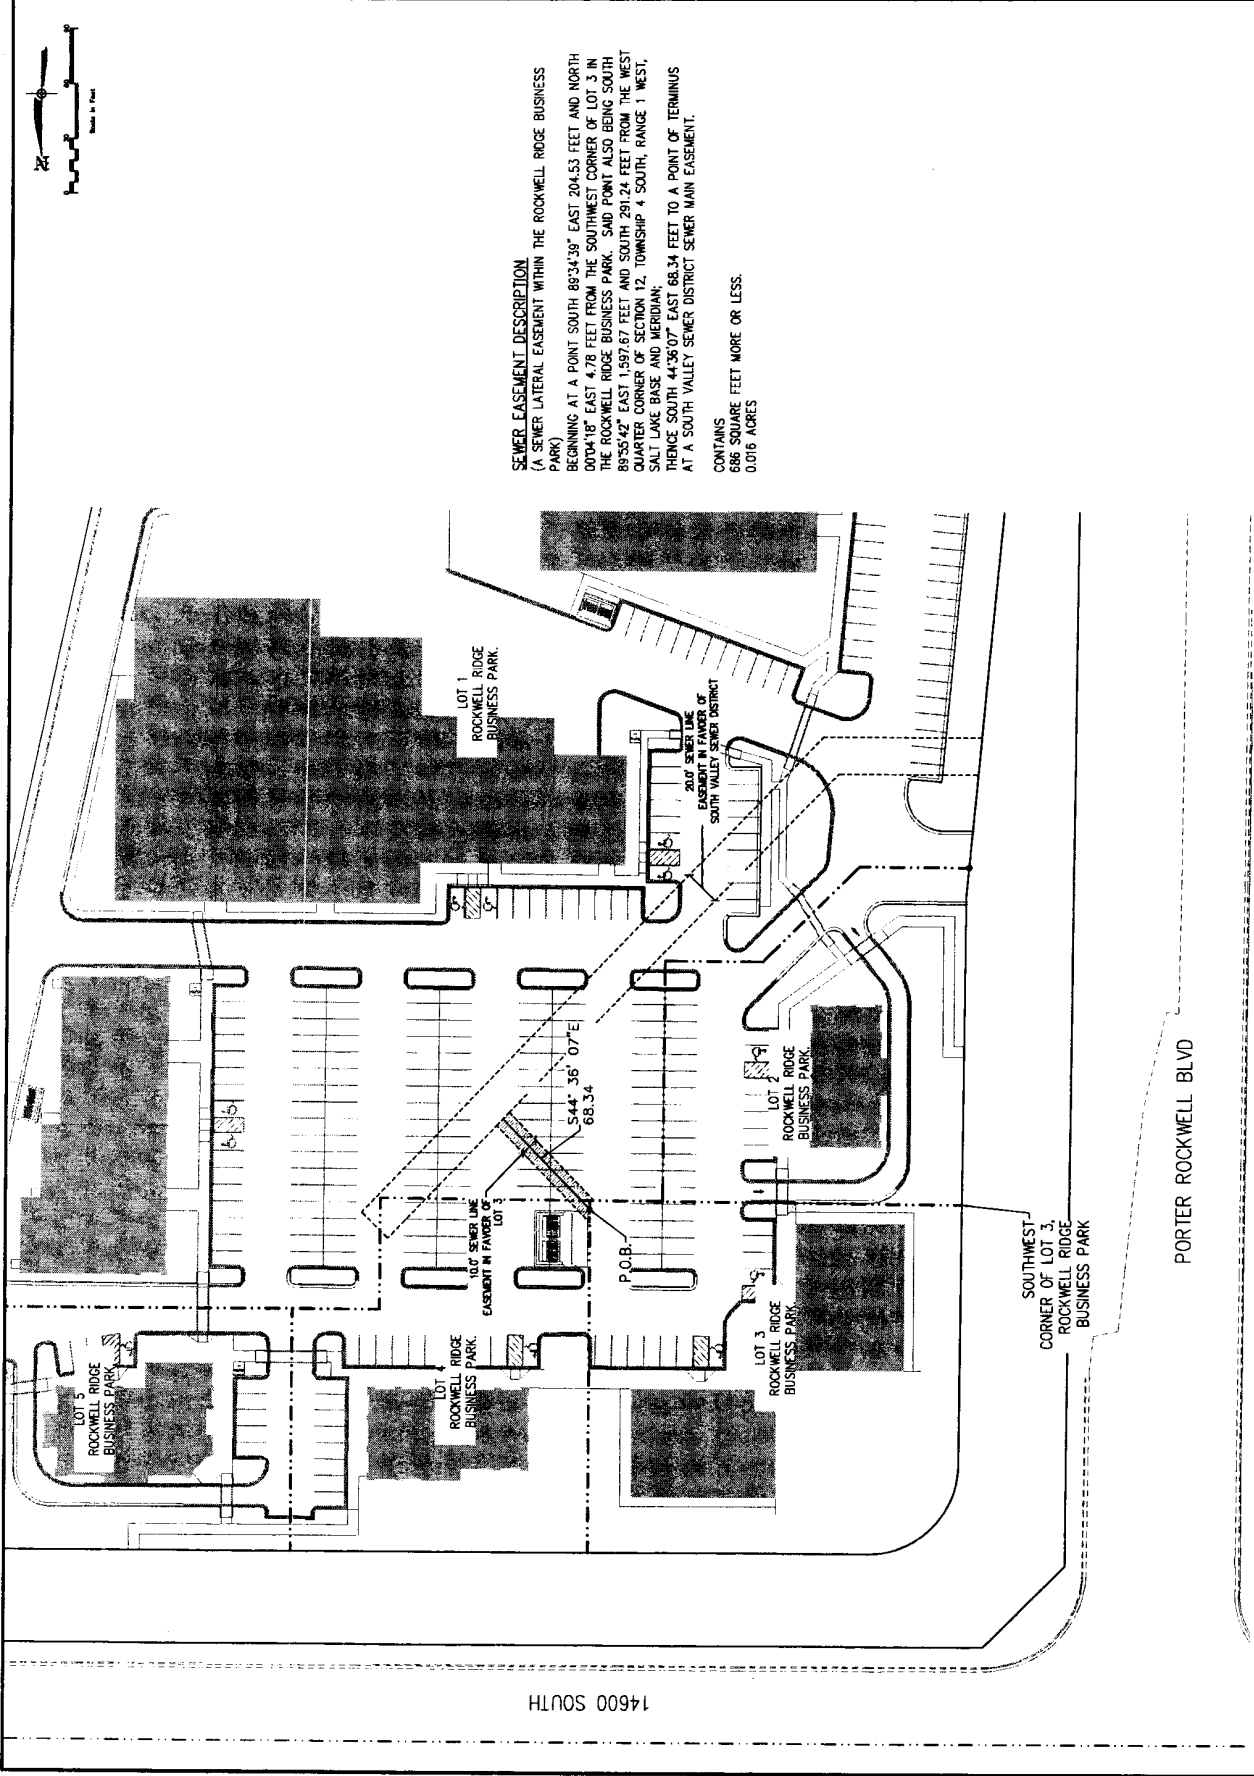 SEWER EASEMENT DESCRIPTION
(A SEWER LATERAL EASEMENT WITHIN THE ROCKWELL RIDGE BUSINESS
PARK)
BEGINNING AT A POINT SOUTH 89°34'39" EAST 204.53 FEET AND NORTH
00°04'18" EAST 4.78 FEET FROM THE SOUTHWEST CORNER OF LOT 3 IN
THE ROCKWELL RIDGE BUSINESS PARK. SAID POINT ALSO BEING SOUTH
89°55'42" EAST 1,597.67 FEET AND SOUTH 291.24 FEET FROM THE WEST
QUARTER CORNER OF SECTION 12, TOWNSHIP 4 SOUTH, RANGE 1 WEST,
SALT LAKE BASE AND MERIDIAN;
THENCE SOUTH 44°36'07" EAST 68.34 FEET TO A POINT OF TERMINUS
AT A SOUTH VALLEY SEWER DISTRICT SEWER MAIN EASEMENT.
CONTAINS
686 SQUARE FEET MORE OR LESS.
0.016 ACRES
Scale in Feet
LOT 1
ROCKWELL RIDGE
BUSINESS PARK.
20.0' SEWER LINE
EASEMENT IN FAVOER OF
SOUTH VALLEY SEWER DISTRICT
S44° 36' 07"E
68.34
10.0' SEWER LINE
EASEMENT IN FAVOER OF
LOT 3
P.O.B.
LOT 2
ROCKWELL RIDGE
BUSINESS PARK.
LOT 3
ROCKWELL RIDGE
BUSINESS PARK.
LOT 4
ROCKWELL RIDGE
BUSINESS PARK.
LOT 5
ROCKWELL RIDGE
BUSINESS PARK.
SOUTHWEST
CORNER OF LOT 3,
ROCKWELL RIDGE
BUSINESS PARK
PORTER ROCKWELL BLVD
14600 SOUTH